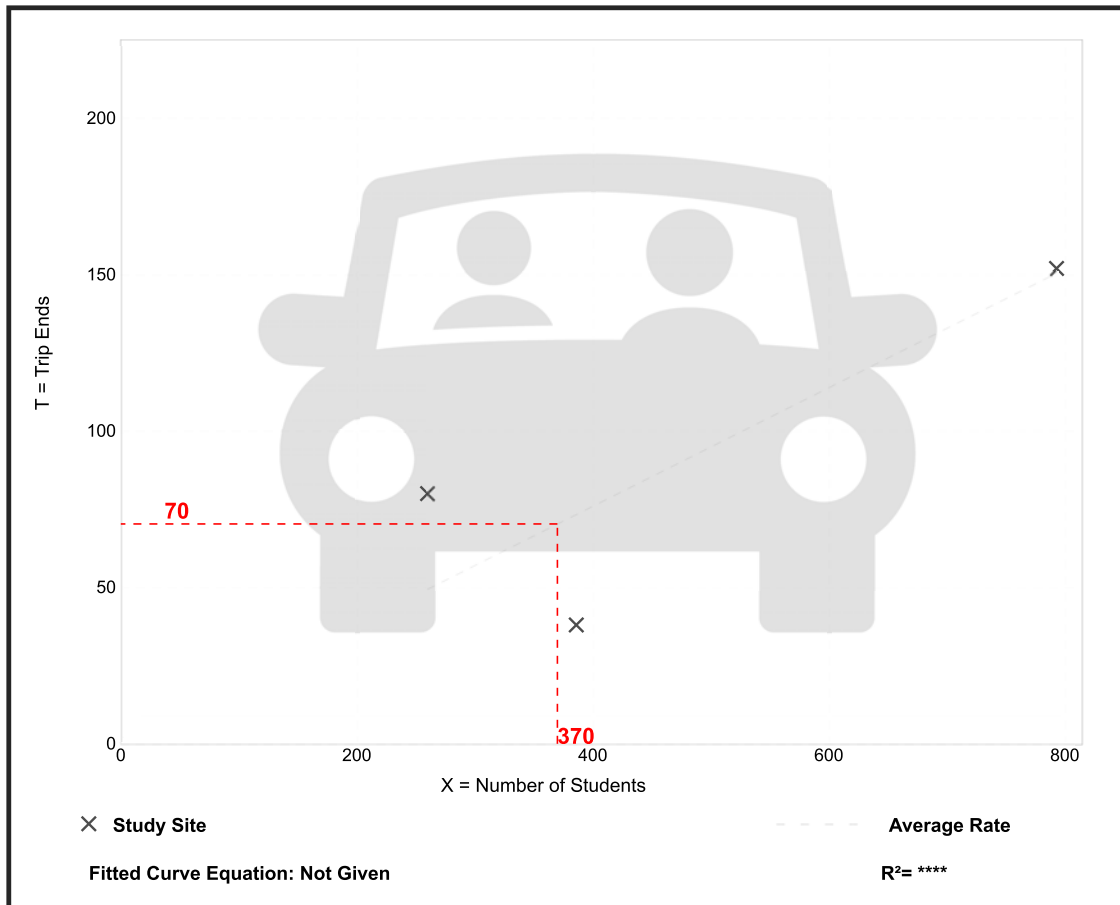 200
150
T = Trip Ends
100
70
50
370
0
0 200 400 600 800
X = Number of Students
Study Site Average Rate
Fitted Curve Equation: Not Given R²= ****